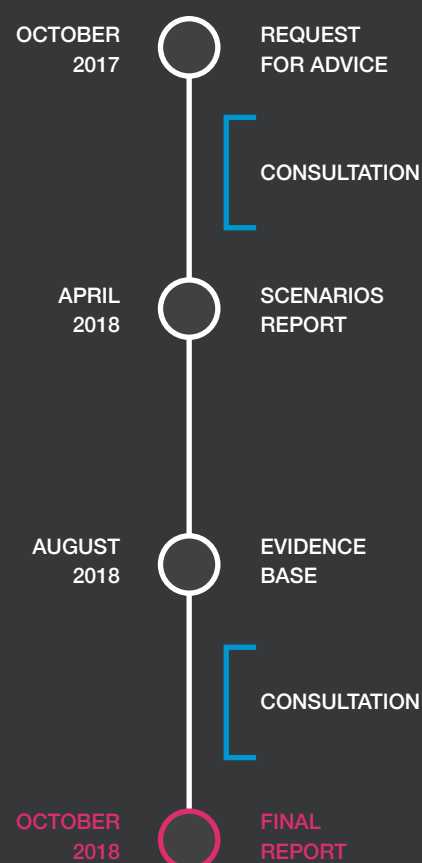 OCTOBER
2017
REQUEST
FOR ADVICE
CONSULTATION
APRIL
2018
SCENARIOS
REPORT
AUGUST
2018
EVIDENCE
BASE
CONSULTATION
OCTOBER
2018
FINAL
REPORT